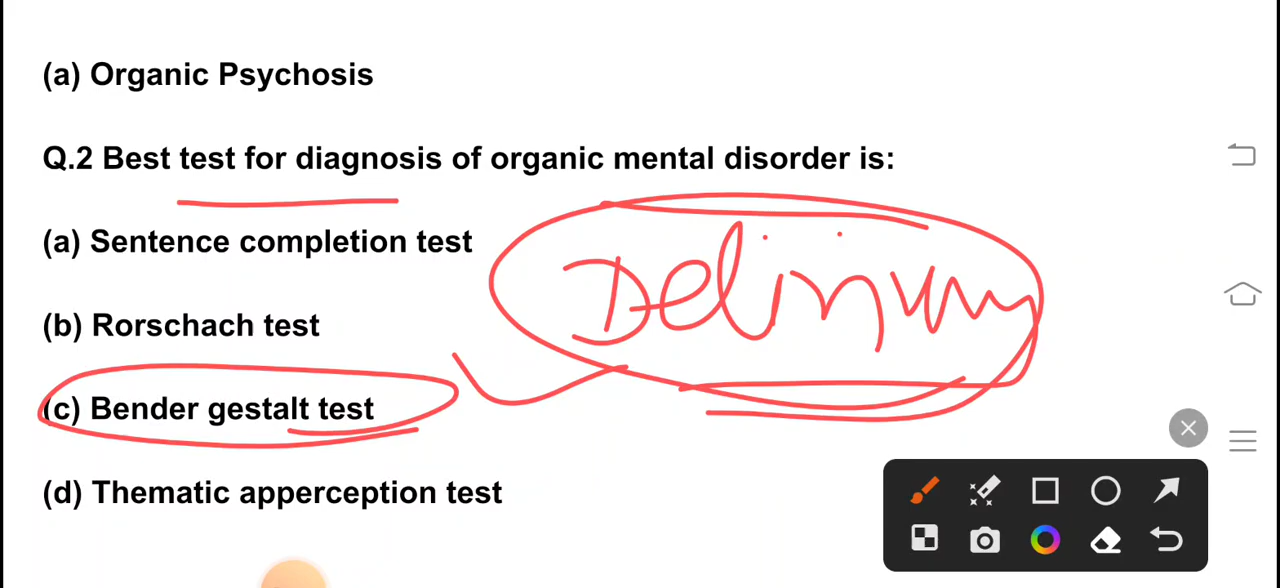 (a) Organic Psychosis
Q.2 Best test for diagnosis of organic mental disorder is:
(a) Sentence completion test
Delirium
(b) Rorschach test
(c) Bender gestalt test
(d) Thematic apperception test